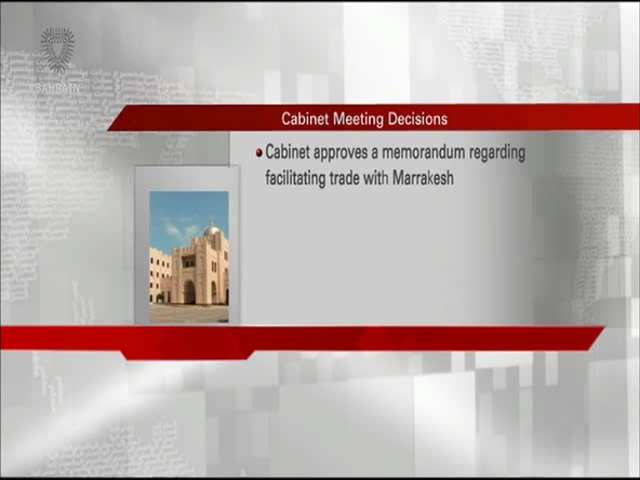 BAHRAIN
Cabinet Meeting Decisions
Cabinet approves a memorandum regarding
facilitating trade with Marrakesh